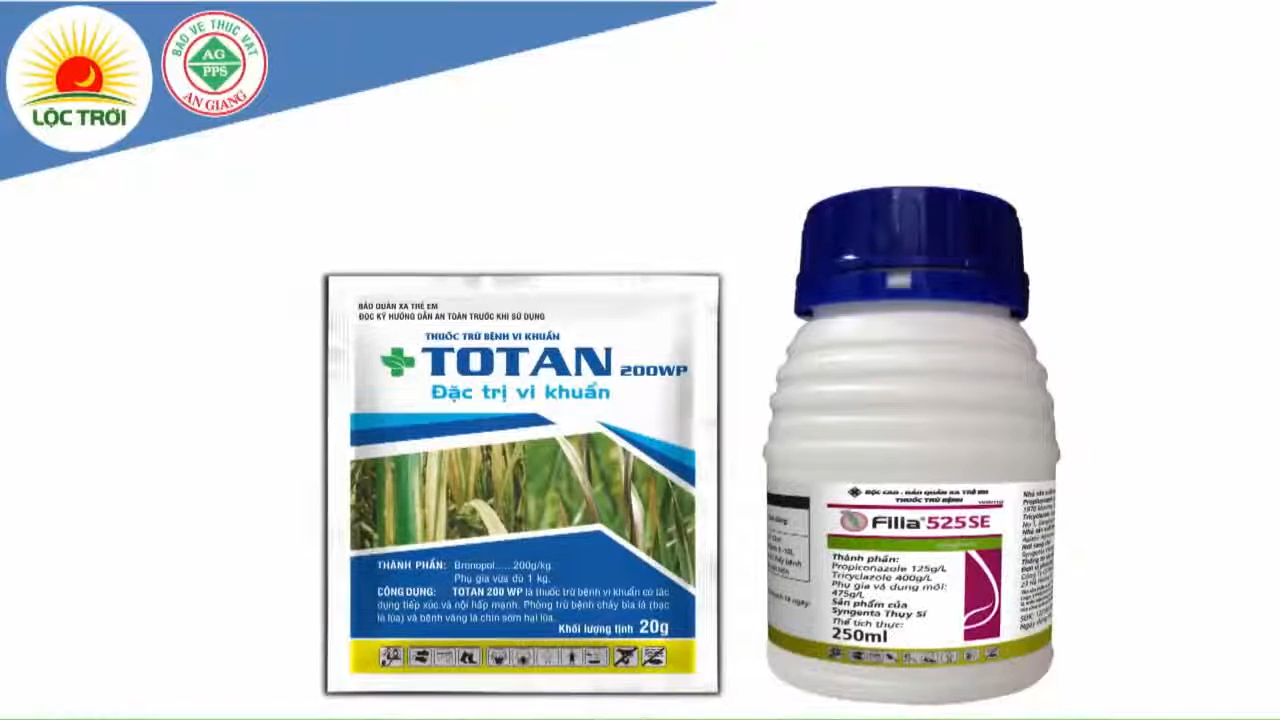 LỘC TRỜI
BẢO VỆ THỰC VẬT
AG
PPS
AN GIANG
BẢO QUẢN XA TRẺ EM
ĐỌC KỸ HƯỚNG DẪN AN TOÀN TRƯỚC KHI SỬ DỤNG
THUỐC TRỪ BỆNH VI KHUẨN
TOTAN 200WP
Đặc trị vi khuẩn
THÀNH PHẦN: Bronopol.....200g/kg.
Phụ gia vừa đủ 1 kg.
CÔNG DỤNG: TOTAN 200 WP là thuốc trừ bệnh vi khuẩn có tác
dụng tiếp xúc và nội hấp mạnh. Phòng trừ bệnh cháy bìa lá (bạc
lá lúa) và bệnh vàng lá chín sớm hại lúa.
Khối lượng tịnh 20g
ĐỘC CAO - BẢO QUẢN XA TRẺ EM
THUỐC TRỪ BỆNH
Filia® 525SE
Thành phần:
Propiconazole 125g/L
Tricyclazole 400g/L
Phụ gia và dung môi:
475g/L
Sản phẩm của
Syngenta Thụy Sĩ
Thể tích thực:
250ml